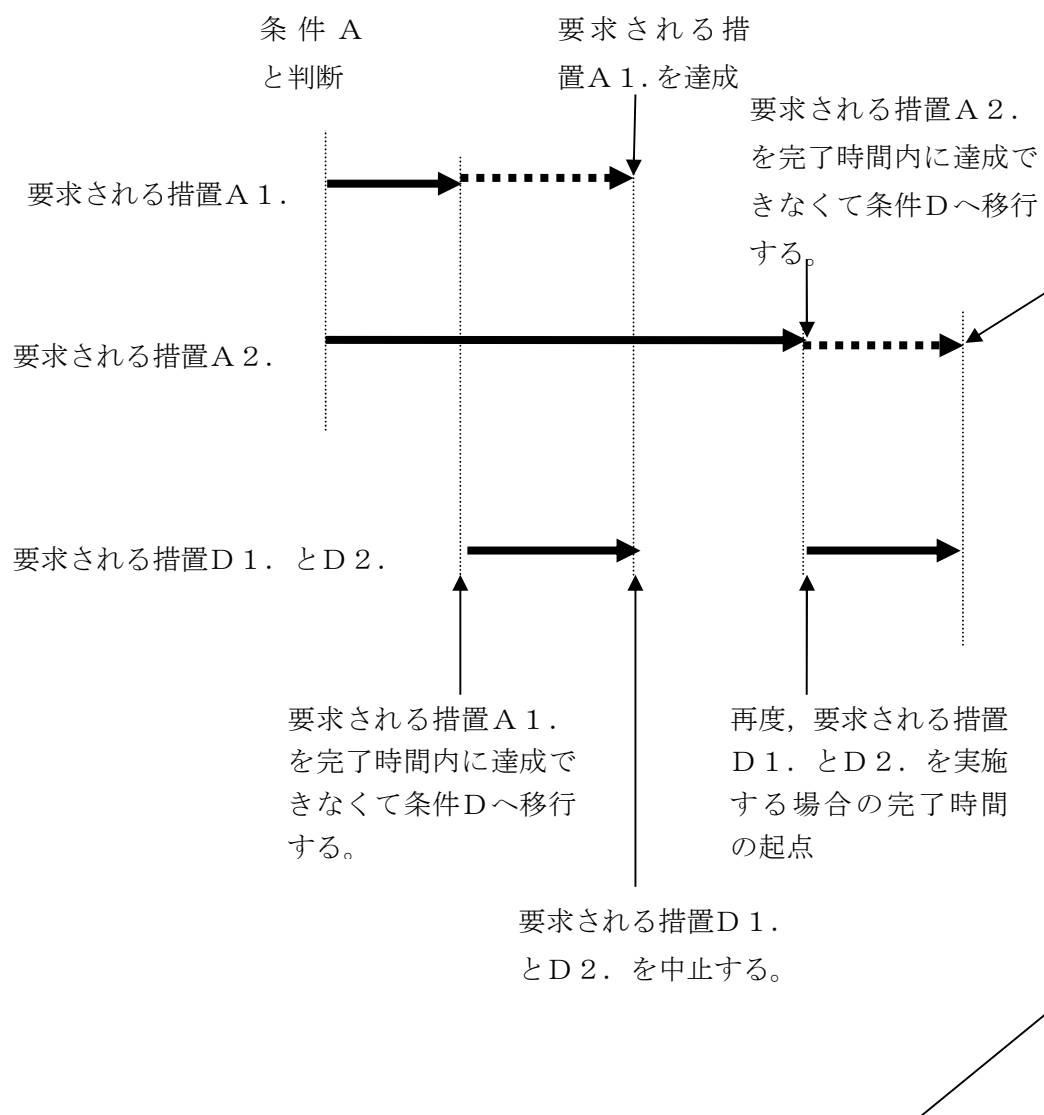 条件A
と判断
要求される措
置A１.を達成
要求される措置A２.
を完了時間内に達成で
きなくて条件Dへ移行
する。
要求される措置A１.
要求される措置A２.
要求される措置D１．とD２．
要求される措置A１.
を完了時間内に達成で
きなくて条件Dへ移行
する。
再度，要求される措置
D１．とD２．を実施
する場合の完了時間
の起点
要求される措置D１.
とD２．を中止する。